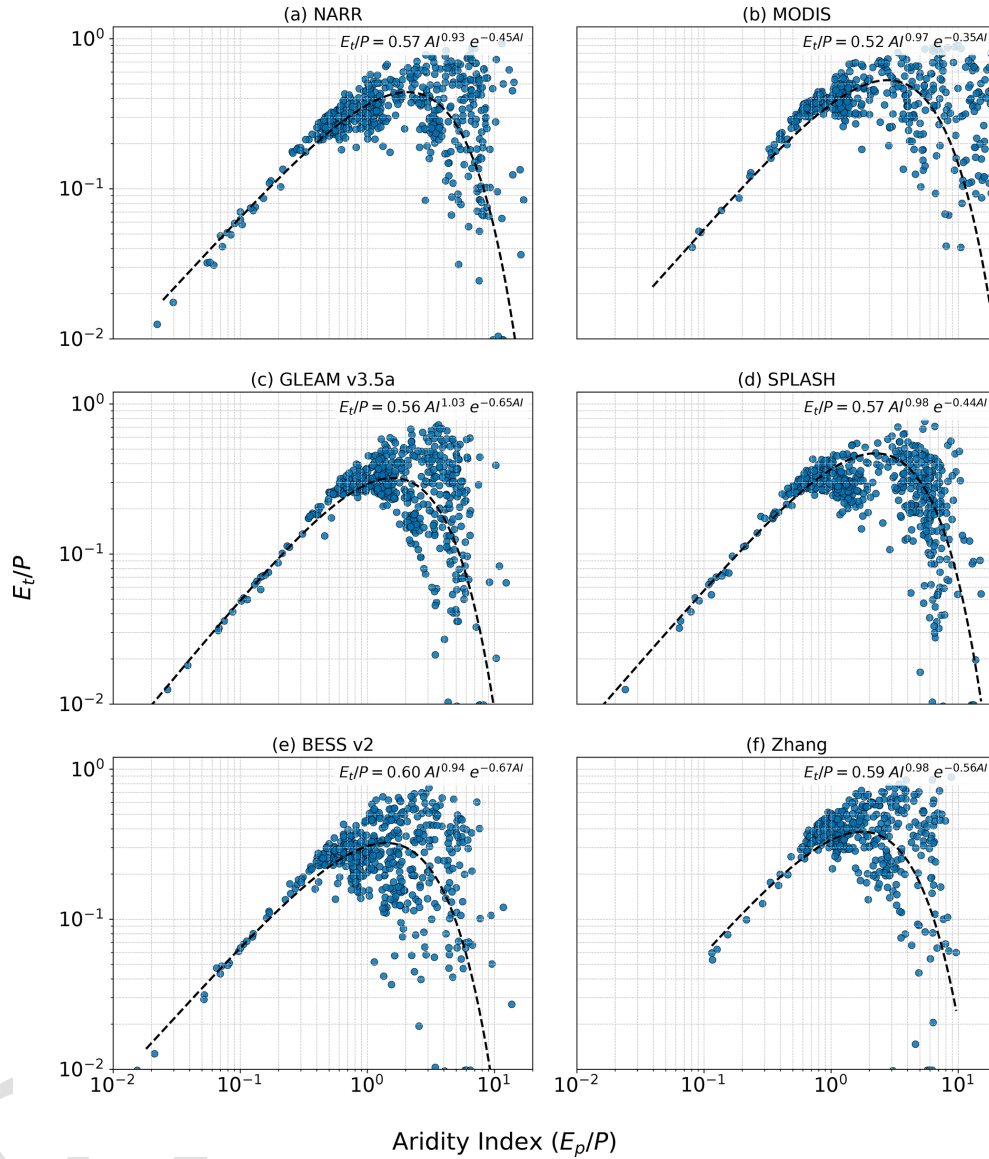 (a) NARR
E_t/P = 0.57 AI^0.93 e^−0.45AI
10^0
10^−1
10^−2
(b) MODIS
E_t/P = 0.52 AI^0.97 e^−0.35AI
(c) GLEAM v3.5a
E_t/P = 0.56 AI^1.03 e^−0.65AI
10^0
10^−1
10^−2
(d) SPLASH
E_t/P = 0.57 AI^0.98 e^−0.44AI
E_t/P
(e) BESS v2
E_t/P = 0.60 AI^0.94 e^−0.67AI
10^0
10^−1
10^−2
10^−2 10^−1 10^0 10^1
(f) Zhang
E_t/P = 0.59 AI^0.98 e^−0.56AI
10^−2 10^−1 10^0 10^1
Aridity Index (E_p/P)